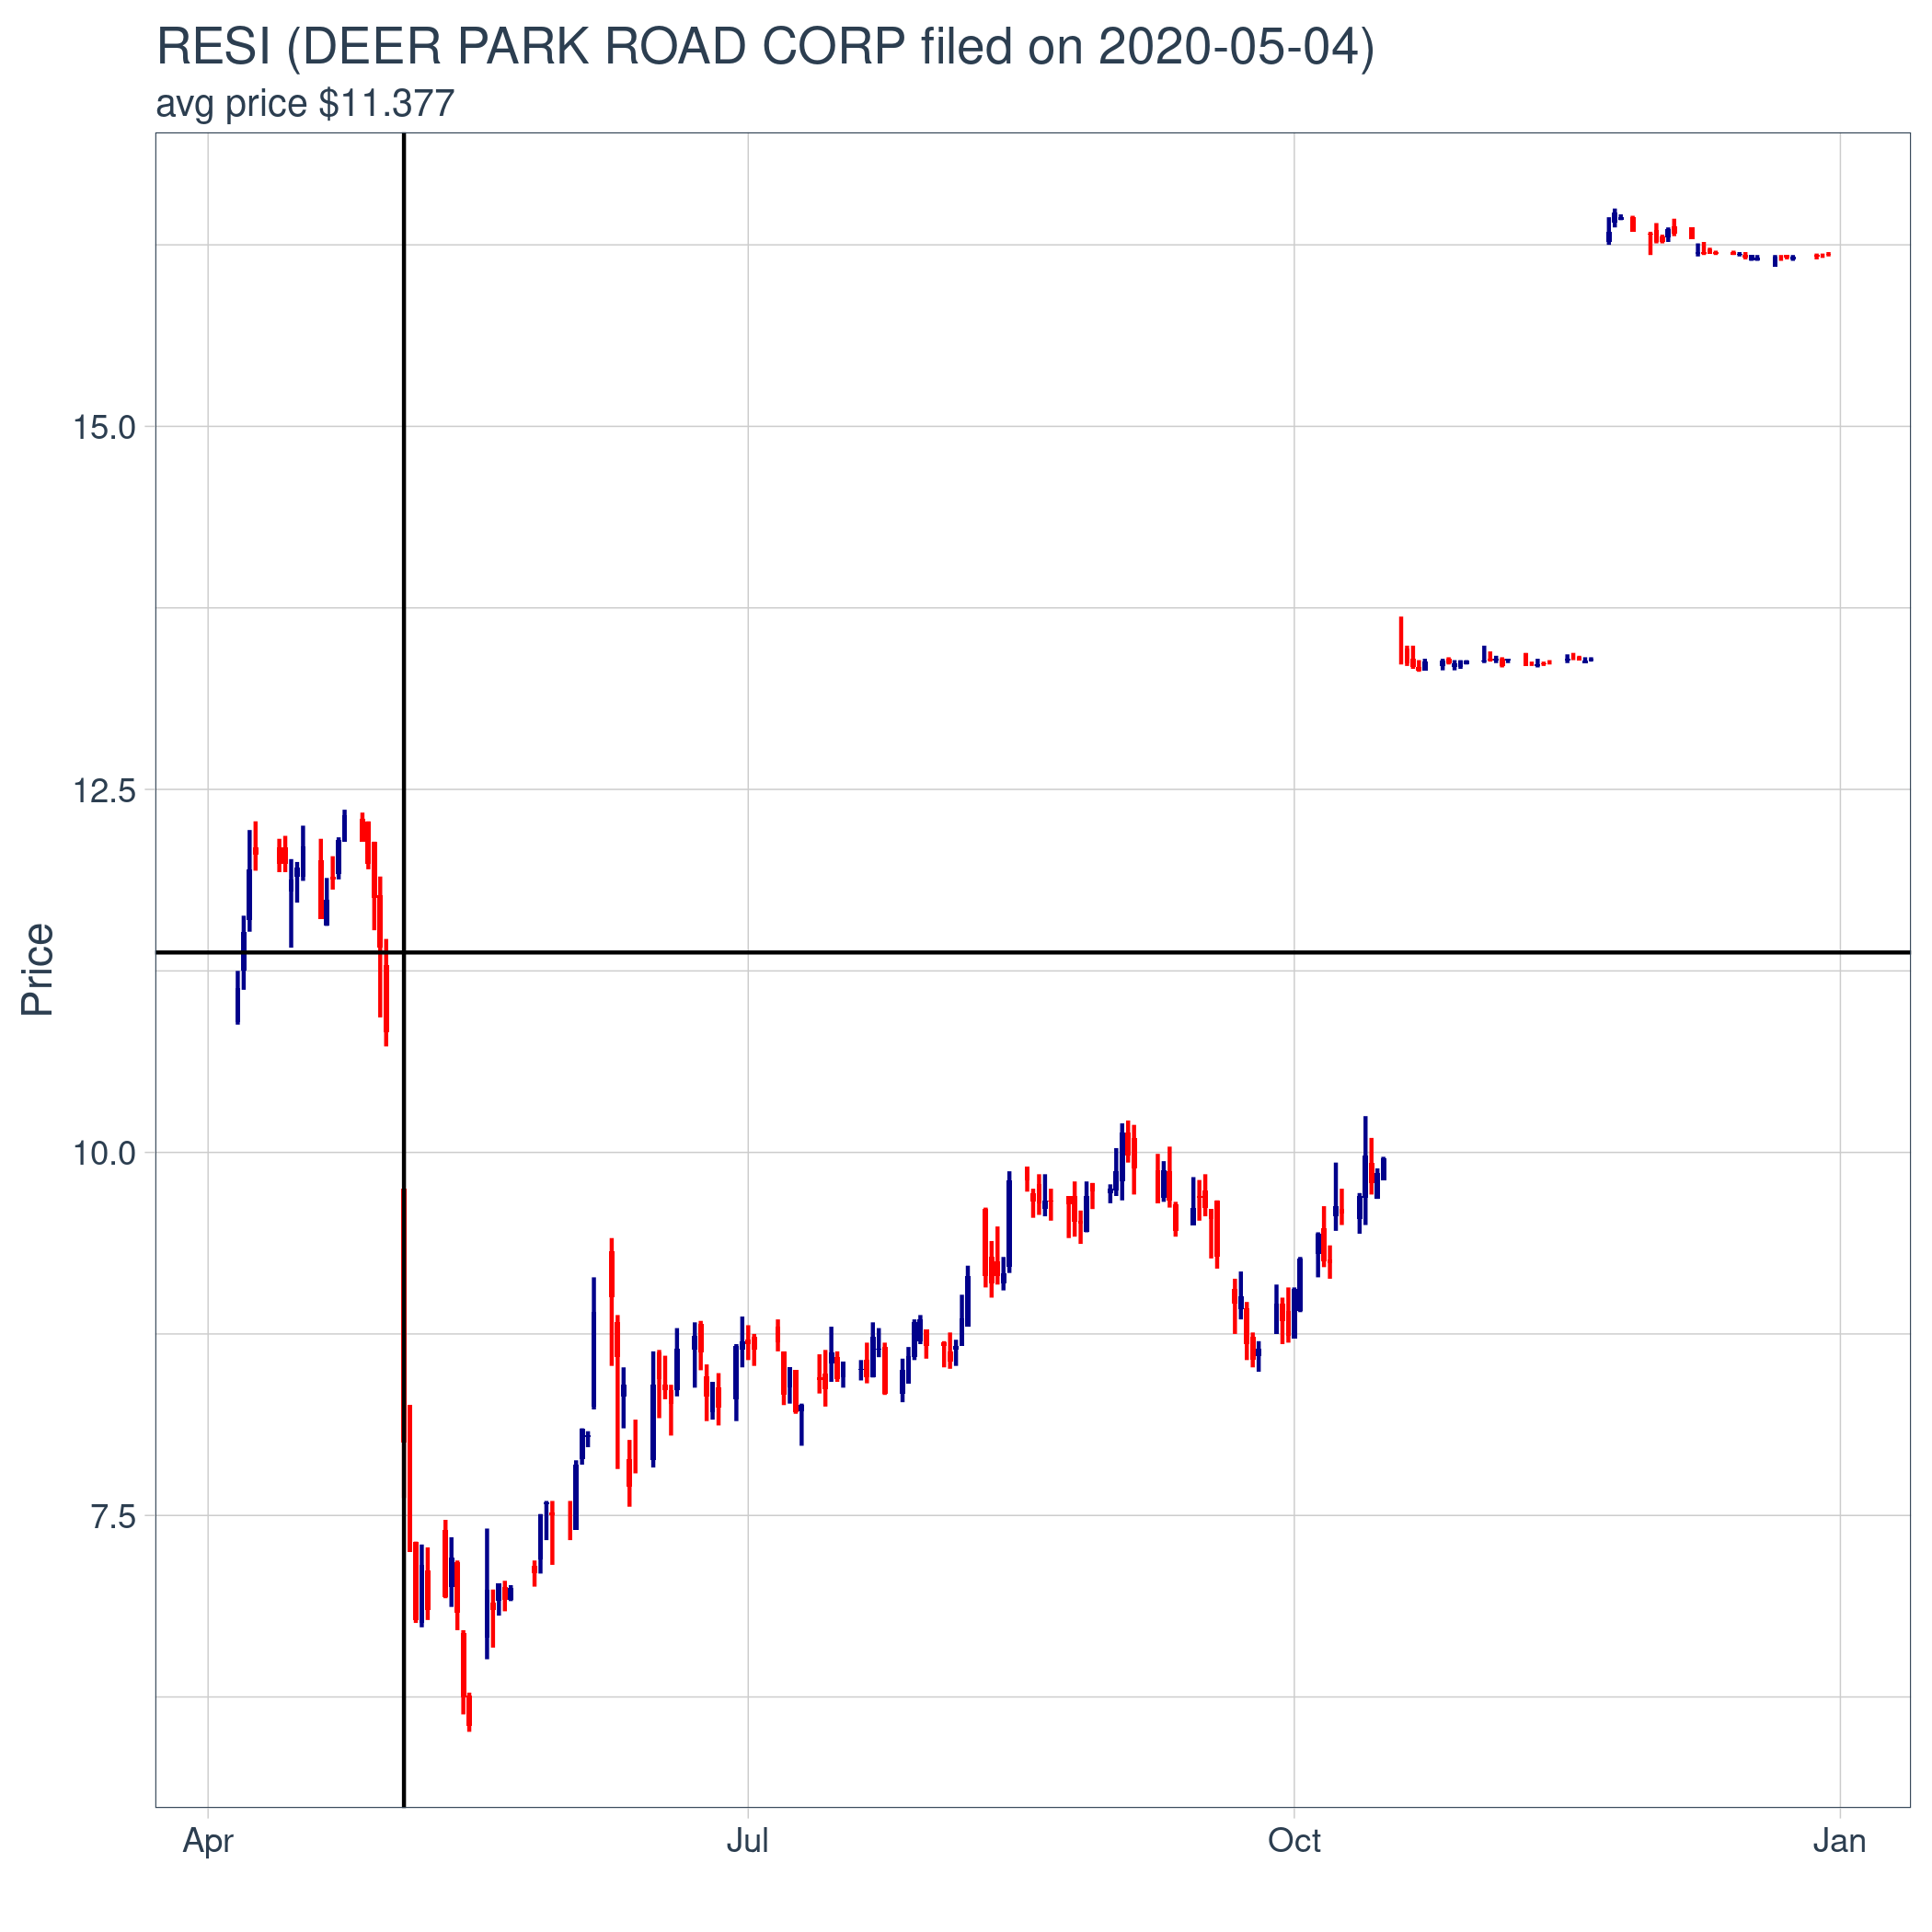 RESI (DEER PARK ROAD CORP filed on 2020-05-04)
avg price $11.377
15.0
12.5
10.0
7.5
Price
Apr Jul Oct Jan